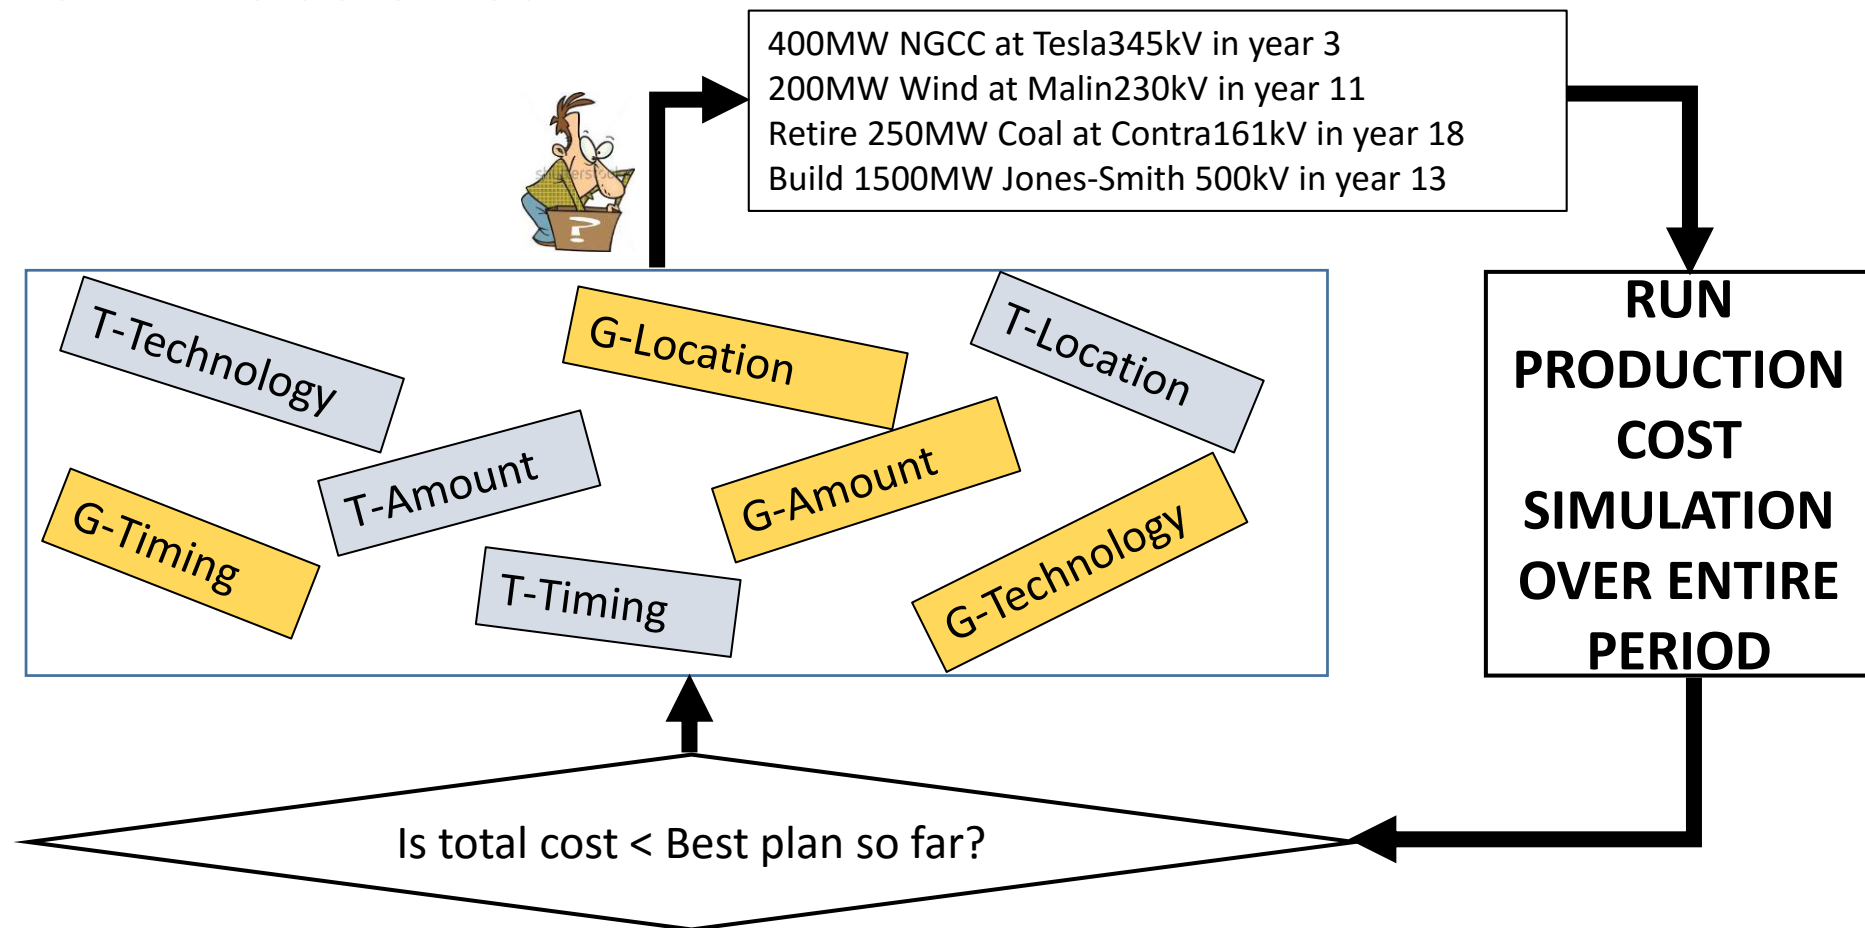 400MW NGCC at Tesla345kV in year 3
200MW Wind at Malin230kV in year 11
Retire 250MW Coal at Contra161kV in year 18
Build 1500MW Jones-Smith 500kV in year 13
?
T-Technology
G-Location
T-Location
T-Amount
G-Amount
G-Timing
T-Timing
G-Technology
RUN
PRODUCTION
COST
SIMULATION
OVER ENTIRE
PERIOD
Is total cost < Best plan so far?